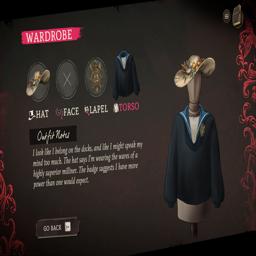 WARDROBE
HAT FACE LAPEL TORSO
Outfit Notes
I look like I belong on the docks, and like I might speak my
mind too much. The hat says I'm wearing the wares of a
highly superior milliner. The badge suggests I have more
power than one would expect.
GO BACK